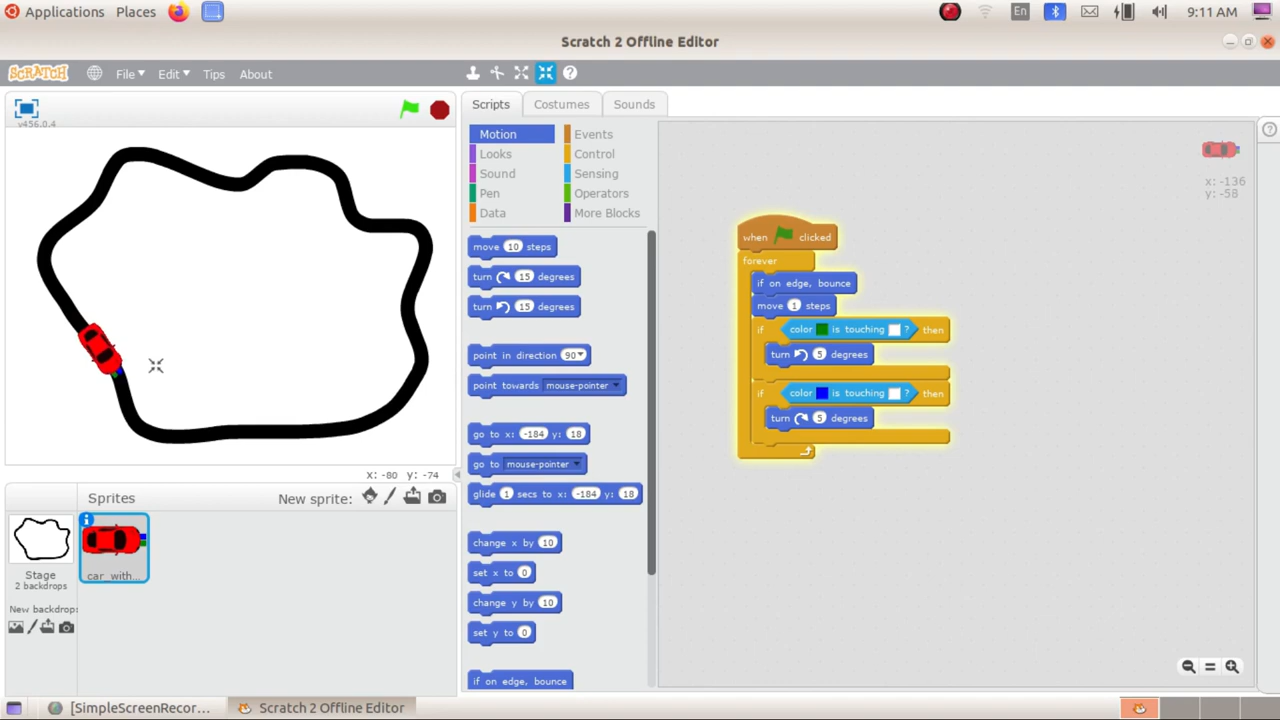 Applications Places En 9:11 AM
Scratch 2 Offline Editor
SCRATCH File Edit Tips About
v456.0.4
x: -80 y: -74
Sprites New sprite:
Stage
2 backdrops
New backdrop:
car_with...
Scripts Costumes Sounds
Motion Events
Looks Control
Sound Sensing
Pen Operators
Data More Blocks
move 10 steps
turn 15 degrees
turn 15 degrees
point in direction 90
point towards mouse-pointer
go to x: -184 y: 18
go to mouse-pointer
glide 1 secs to x: -184 y: 18
change x by 10
set x to 0
change y by 10
set y to 0
if on edge, bounce
when clicked
forever
if on edge, bounce
move 1 steps
if color is touching ? then
turn 5 degrees
if color is touching ? then
turn 5 degrees
x: -136
y: -58
[SimpleScreenRecor... Scratch 2 Offline Editor